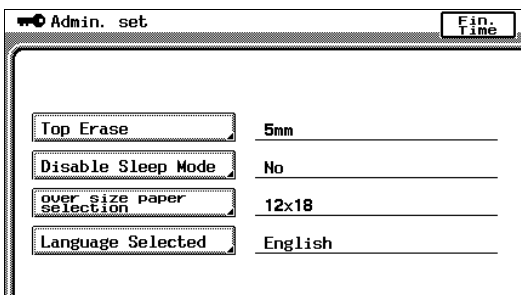 Admin. set
Fin.
Time
Top Erase
5mm
Disable Sleep Mode
No
over size paper
selection
12x18
Language Selected
English